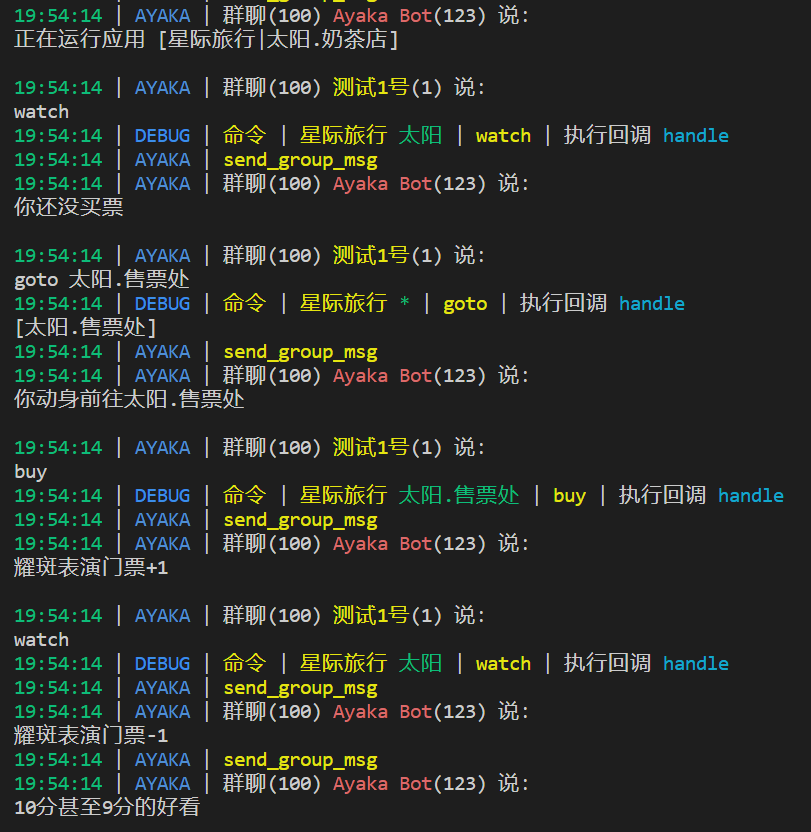 19:54:14 | AYAKA | 群聊(100) Ayaka Bot(123) 说:
正在运行应用 [星际旅行|太阳.奶茶店]
19:54:14 | AYAKA | 群聊(100) 测试1号(1) 说:
watch
19:54:14 | DEBUG | 命令 | 星际旅行 太阳 | watch | 执行回调 handle
19:54:14 | AYAKA | send_group_msg
19:54:14 | AYAKA | 群聊(100) Ayaka Bot(123) 说:
你还没买票
19:54:14 | AYAKA | 群聊(100) 测试1号(1) 说:
goto 太阳.售票处
19:54:14 | DEBUG | 命令 | 星际旅行 * | goto | 执行回调 handle
[太阳.售票处]
19:54:14 | AYAKA | send_group_msg
19:54:14 | AYAKA | 群聊(100) Ayaka Bot(123) 说:
你动身前往太阳.售票处
19:54:14 | AYAKA | 群聊(100) 测试1号(1) 说:
buy
19:54:14 | DEBUG | 命令 | 星际旅行 太阳.售票处 | buy | 执行回调 handle
19:54:14 | AYAKA | send_group_msg
19:54:14 | AYAKA | 群聊(100) Ayaka Bot(123) 说:
耀斑表演门票+1
19:54:14 | AYAKA | 群聊(100) 测试1号(1) 说:
watch
19:54:14 | DEBUG | 命令 | 星际旅行 太阳 | watch | 执行回调 handle
19:54:14 | AYAKA | send_group_msg
19:54:14 | AYAKA | 群聊(100) Ayaka Bot(123) 说:
耀斑表演门票-1
19:54:14 | AYAKA | send_group_msg
19:54:14 | AYAKA | 群聊(100) Ayaka Bot(123) 说:
10分甚至9分的好看